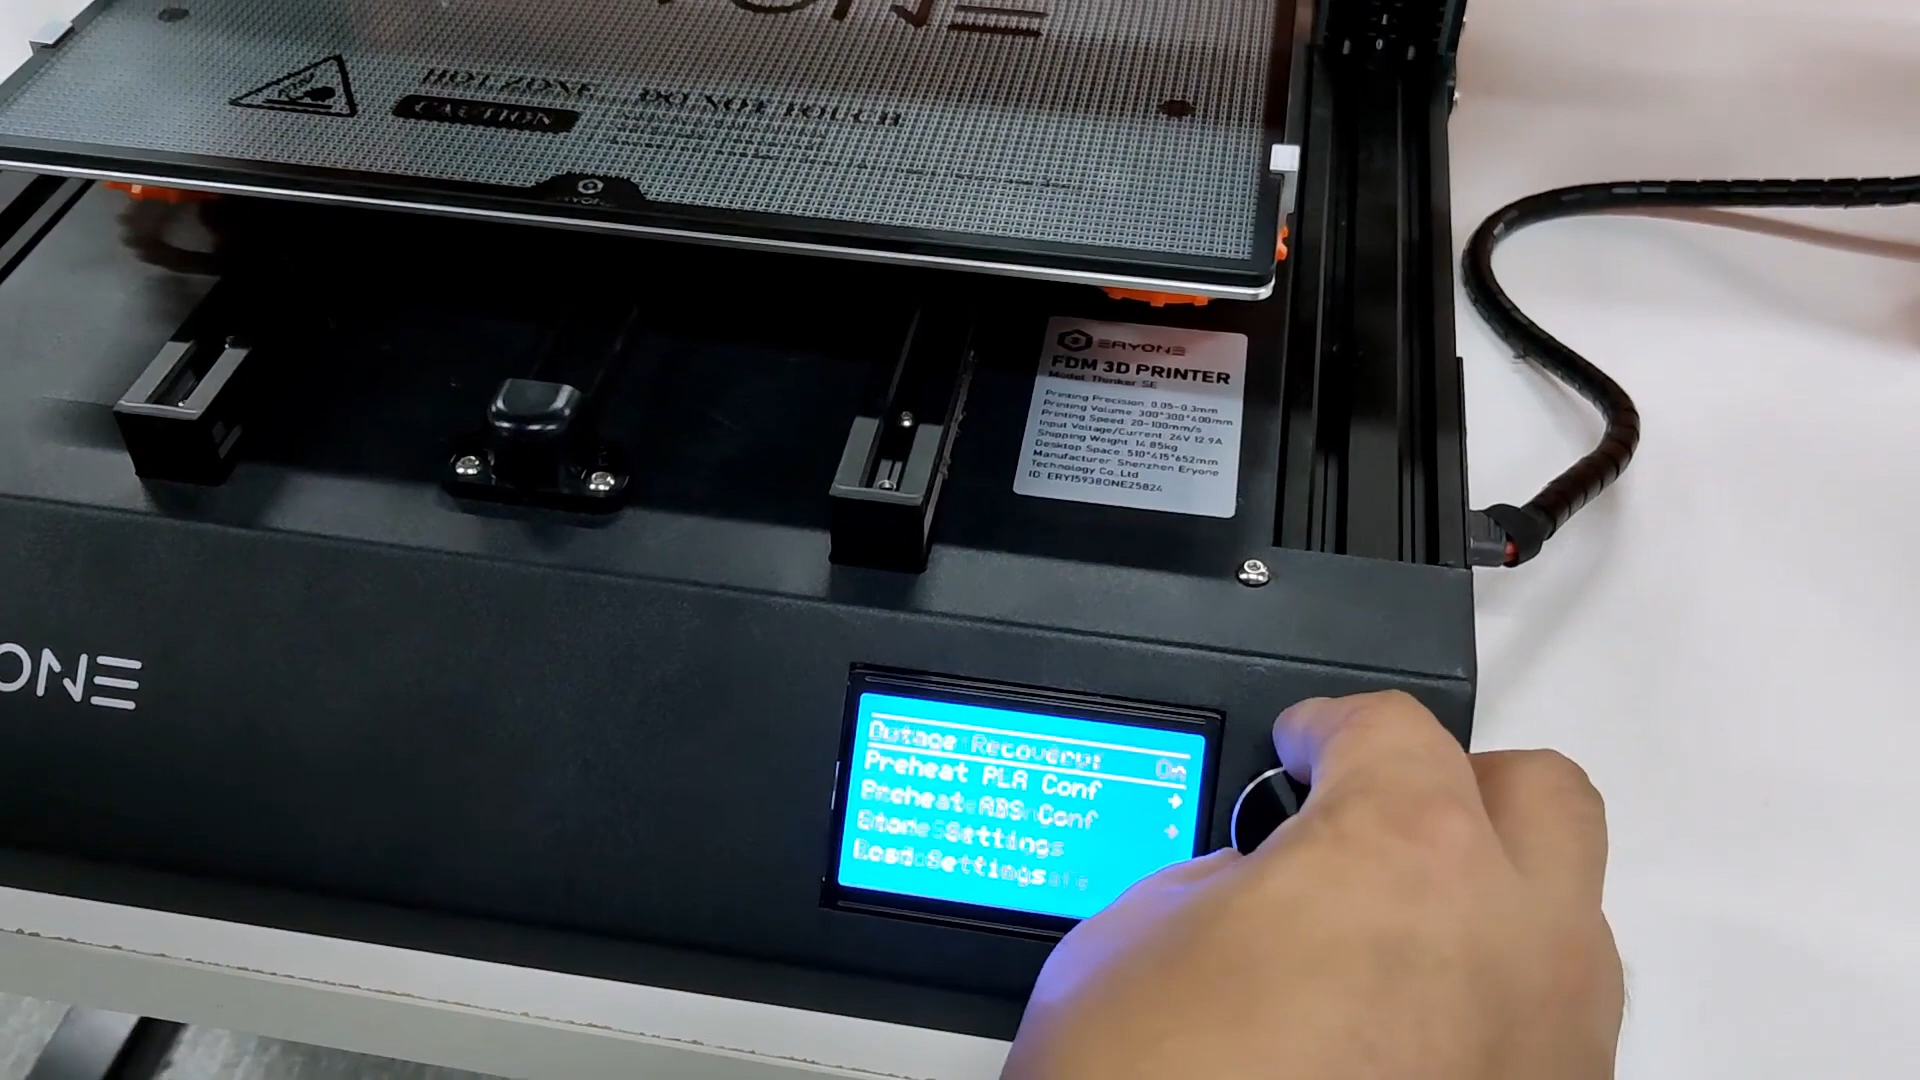 HOT ZONE DO NOT TOUCH
CAUTION
ERYONE
ERYONE
FDM 3D PRINTER
Model: Thinker SE
Printing Precision: 0.05-0.3mm
Printing Volume: 300*300*400mm
Printing Speed: 20-100mm/s
Input Voltage/Current: 24V 12.9A
Shipping Weight: 14.85kg
Desktop Space: 510*415*652mm
Manufacturer: Shenzhen Eryone
Technology Co.,Ltd
ID: ERY159380NE25824
ONE
Outage Recovery: On
Preheat PLA Conf
Preheat ABS Conf
Store Settings
Load Settings